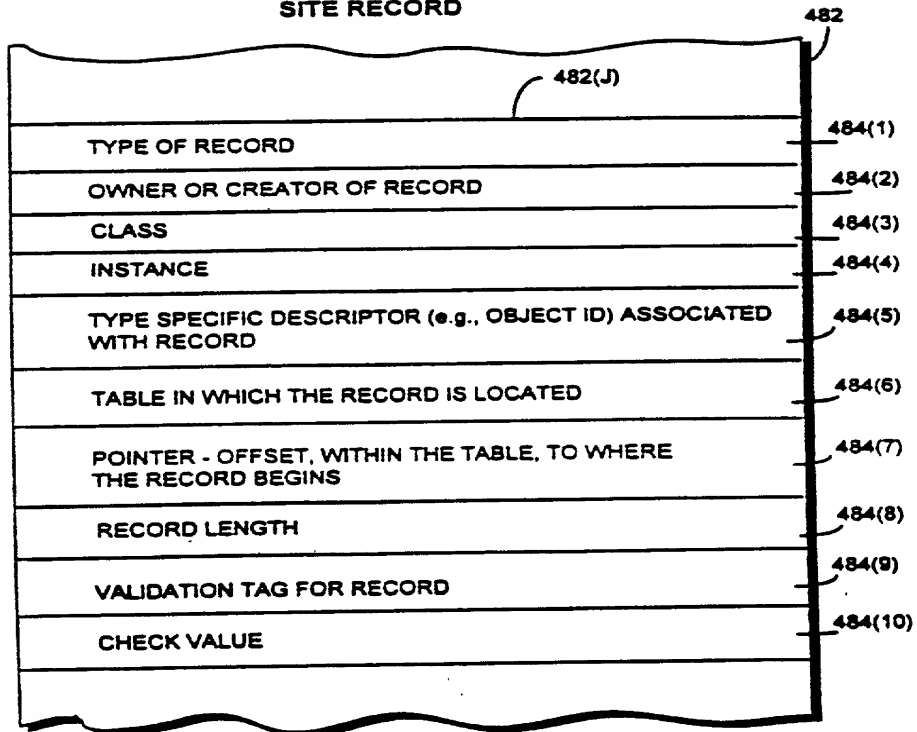 SITE RECORD
482
482(J)
TYPE OF RECORD
484(1)
OWNER OR CREATOR OF RECORD
484(2)
CLASS
484(3)
INSTANCE
484(4)
TYPE SPECIFIC DESCRIPTOR (e.g., OBJECT ID) ASSOCIATED
WITH RECORD
484(5)
TABLE IN WHICH THE RECORD IS LOCATED
484(6)
POINTER - OFFSET, WITHIN THE TABLE, TO WHERE
THE RECORD BEGINS
484(7)
RECORD LENGTH
484(8)
VALIDATION TAG FOR RECORD
484(9)
CHECK VALUE
484(10)